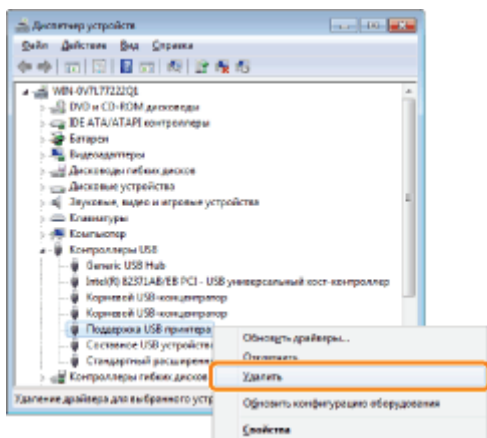 Диспетчер устройств
Файл Действие Вид Справка
WIN-0V7L77222Q1
DVD и CD-ROM дисководы
IDE ATA/ATAPI контроллеры
Батареи
Видеоадаптеры
Дисководы гибких дисков
Дисковые устройства
Звуковые, видео и игровые устройства
Клавиатуры
Компьютер
Контроллеры USB
Generic USB Hub
Intel(R) 82371AB/EB PCI - USB универсальный хост-контроллер
Корневой USB-концентратор
Корневой USB-концентратор
Поддержка USB принтера
Составное USB устройство
Стандартный расширенн
Контроллеры гибких дисков
Удаление драйвера для выбранного устр
Обновить драйверы...
Отключить
Удалить
Обновить конфигурацию оборудования
Свойства